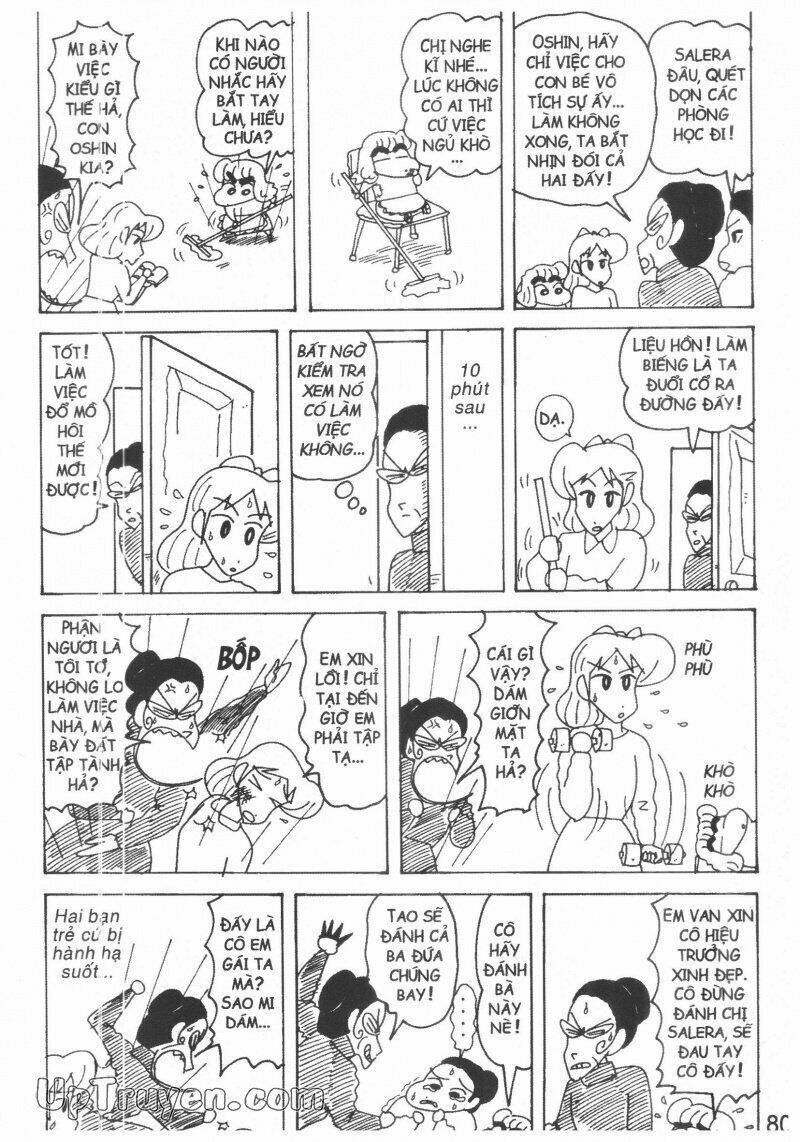 SALERA
ĐÂU, QUÉT
DỌN CÁC
PHÒNG
HỌC ĐI!
OSHIN, HÃY
CHỈ VIỆC CHO
CON BÉ VÔ
TÍCH SỰ ẤY...
LÀM KHÔNG
XONG, TA BẮT
NHỊN ĐÓI CẢ
HAI ĐẤY!
CHỊ NGHE
KĨ NHÉ...
LÚC KHÔNG
CÓ AI THÌ
CỨ VIỆC
NGỦ KHÒ
...
KHI NÀO
CÓ NGƯỜI
NHẮC HÃY
BẮT TAY
LÀM, HIỂU
CHƯA?
MI BÀY
VIỆC
KIỂU GÌ
THẾ HẢ,
CON
OSHIN
KIA?
LIỆU HỒN! LÀM
BIẾNG LÀ TA
ĐUỔI CỔ RA
ĐƯỜNG ĐẤY!
DẠ.
10
phút
sau
...
BẤT NGỜ
KIỂM TRA
XEM NÓ
CÓ LÀM
VIỆC
KHÔNG...
TỐT!
LÀM
VIỆC
ĐỔ MỒ
HÔI
THẾ
MỚI
ĐƯỢC!
PHÙ
PHÙ
KHÒ
KHÒ
Z
CÁI GÌ
VẬY? DÁM
GIỠN
MẶT TA
HẢ?
EM XIN
LỖI! CHỈ
TẠI ĐẾN
GIỜ EM
PHẢI TẬP
TẠ...
BỐP
PHẬN
NGƯƠI LÀ
TÔI TỚ,
KHÔNG LO
LÀM VIỆC
NHÀ, MÀ
BÀY ĐẶT
TẬP TÀNH
HẢ?
EM VAN XIN
CÔ HIỆU
TRƯỞNG
XINH ĐẸP.
CÔ ĐỪNG
ĐÁNH CHỊ
SALERA, SẼ
ĐAU TAY
CÔ ĐẤY!
CÔ
HÃY
ĐÁNH
BÀ
NÀY
NÈ!
....
TAO SẼ
ĐÁNH CẢ
BA ĐỨA
CHÚNG
BAY!
ĐẤY LÀ
CÔ EM
GÁI TA
MÀ?
SAO MI
DÁM...
Hai bạn
trẻ cứ bị
hành hạ
suốt...
UpTruyen.com
80